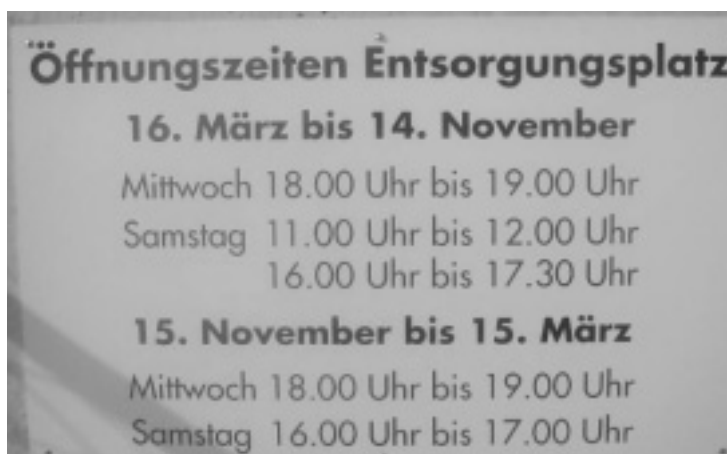 Öffnungszeiten Entsorgungsplatz
16. März bis 14. November
Mittwoch 18.00 Uhr bis 19.00 Uhr
Samstag 11.00 Uhr bis 12.00 Uhr
16.00 Uhr bis 17.30 Uhr
15. November bis 15. März
Mittwoch 18.00 Uhr bis 19.00 Uhr
Samstag 16.00 Uhr bis 17.00 Uhr